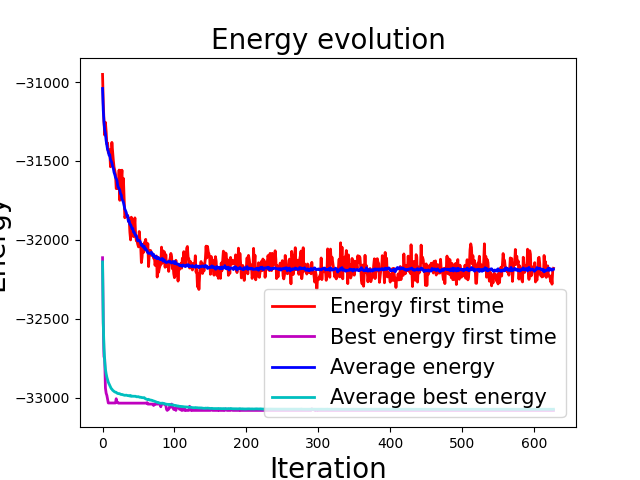 Energy evolution
Energy
−31000
−31500
−32000
−32500
−33000
Energy first time
Best energy first time
Average energy
Average best energy
0
100
200
300
400
500
600
Iteration